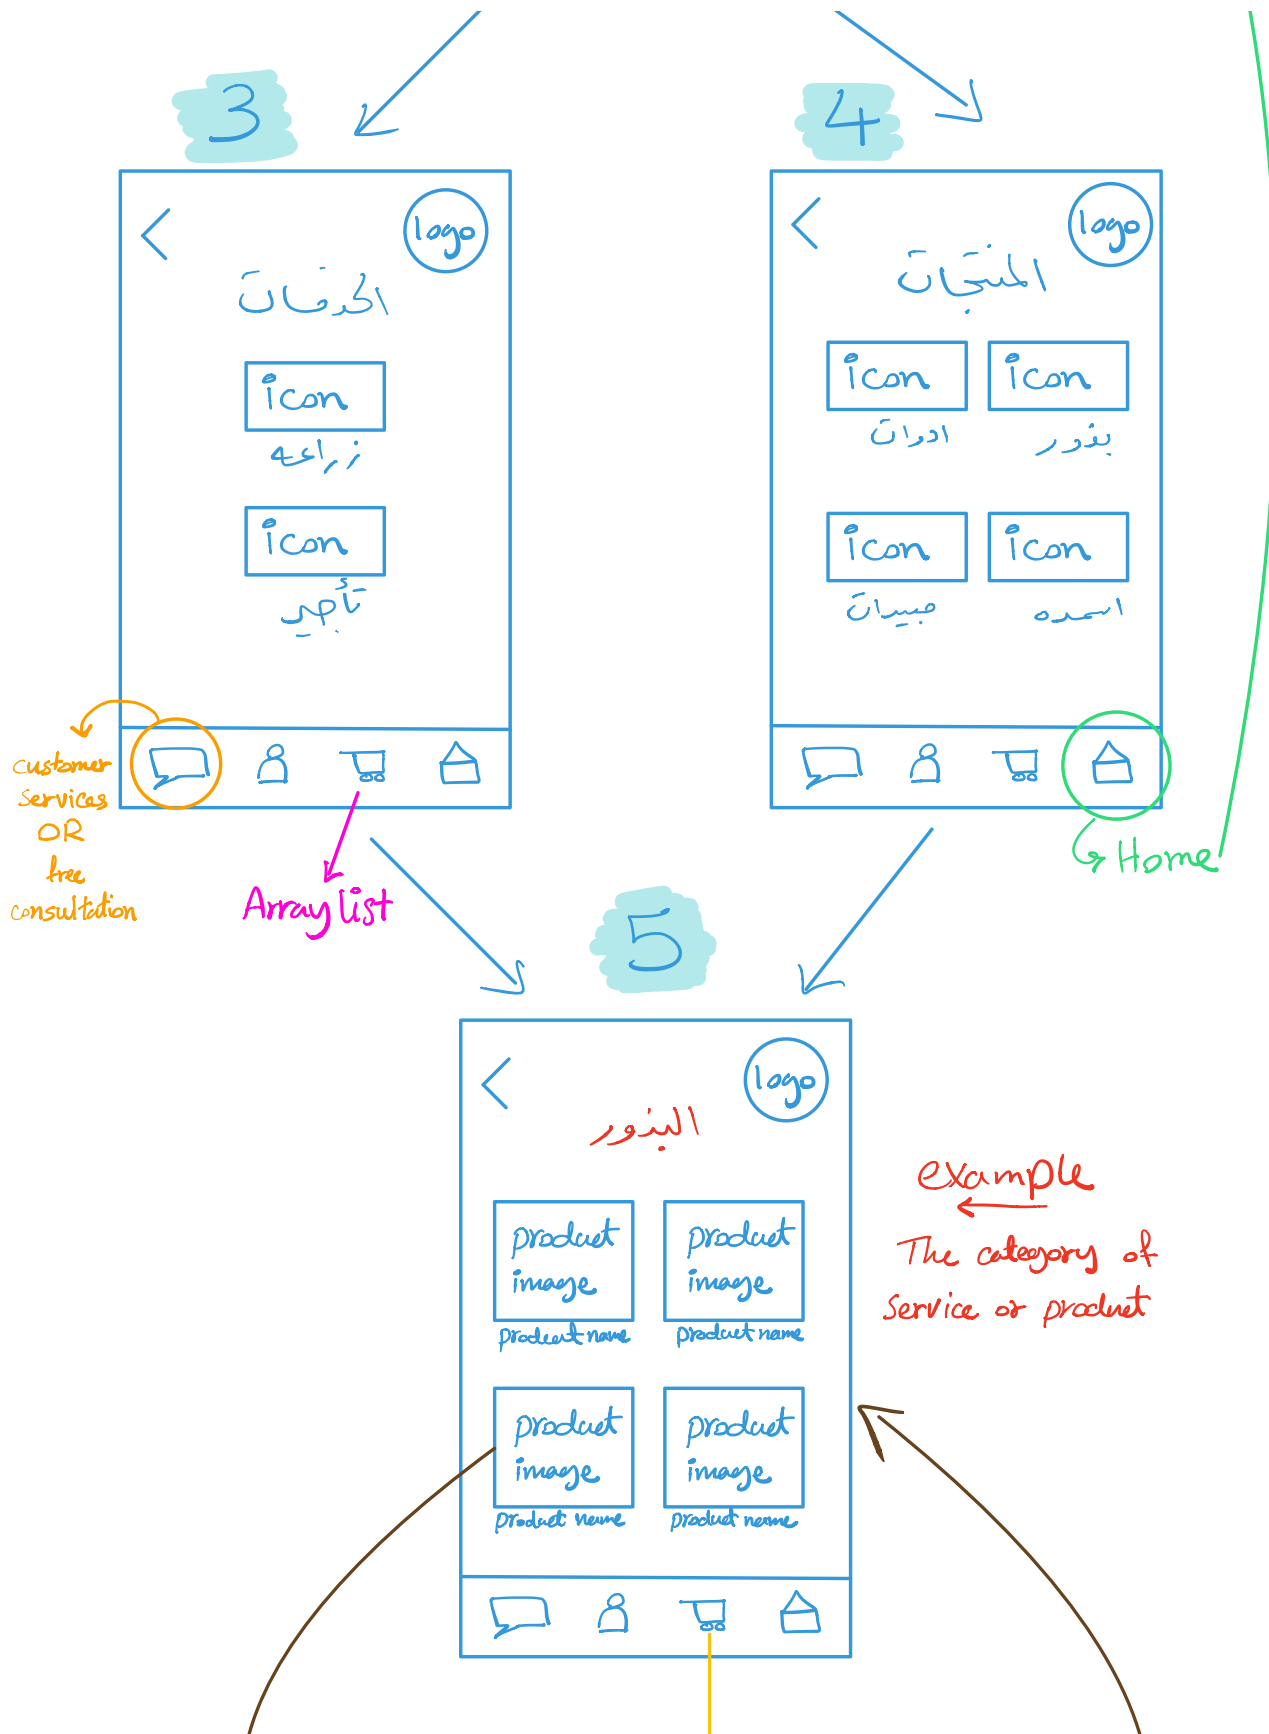 3
logo
الخدمات
icon
زراعه
icon
تأجير
customer
services
OR
free
consultation
Array list
4
logo
المنتجات
icon
icon
ادوات
بذور
icon
icon
مبيدات
اسمده
Home
5
logo
البذور
product
image
product
image
product name
product name
product
image
product
image
product name
product name
example
The category of
service or product